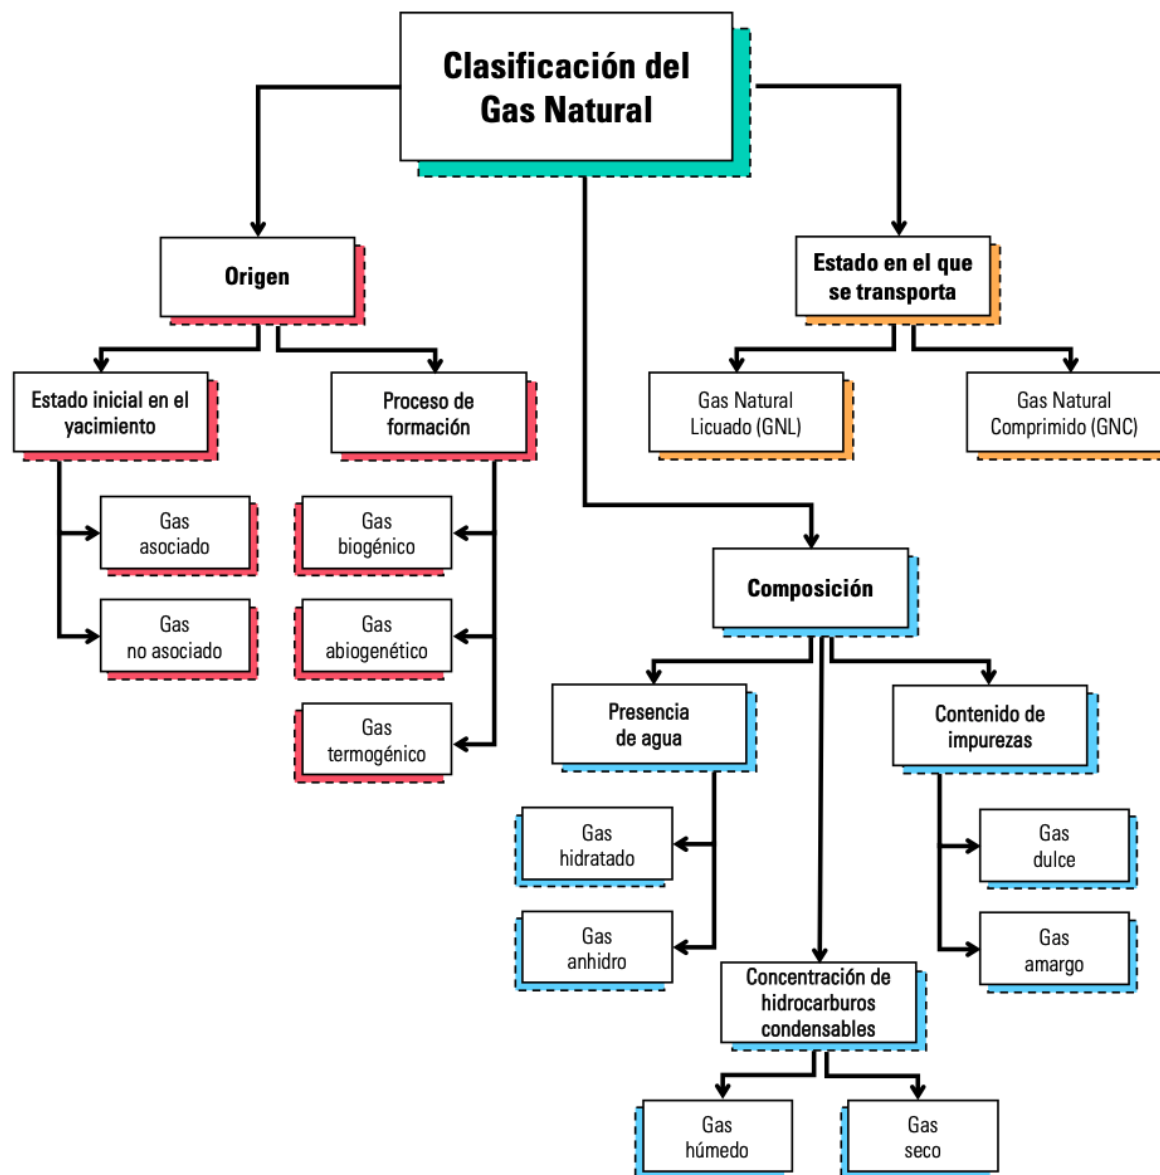 Clasificación del
Gas Natural
Origen
Estado en el que
se transporta
Estado inicial en el
yacimiento
Proceso de
formación
Gas Natural
Licuado (GNL)
Gas Natural
Comprimido (GNC)
Gas
asociado
Gas
biogénico
Gas
no asociado
Gas
abiogenético
Gas
termogénico
Composición
Presencia
de agua
Contenido de
impurezas
Gas
hidratado
Gas
dulce
Gas
anhidro
Gas
amargo
Concentración de
hidrocarburos
condensables
Gas
húmedo
Gas
seco